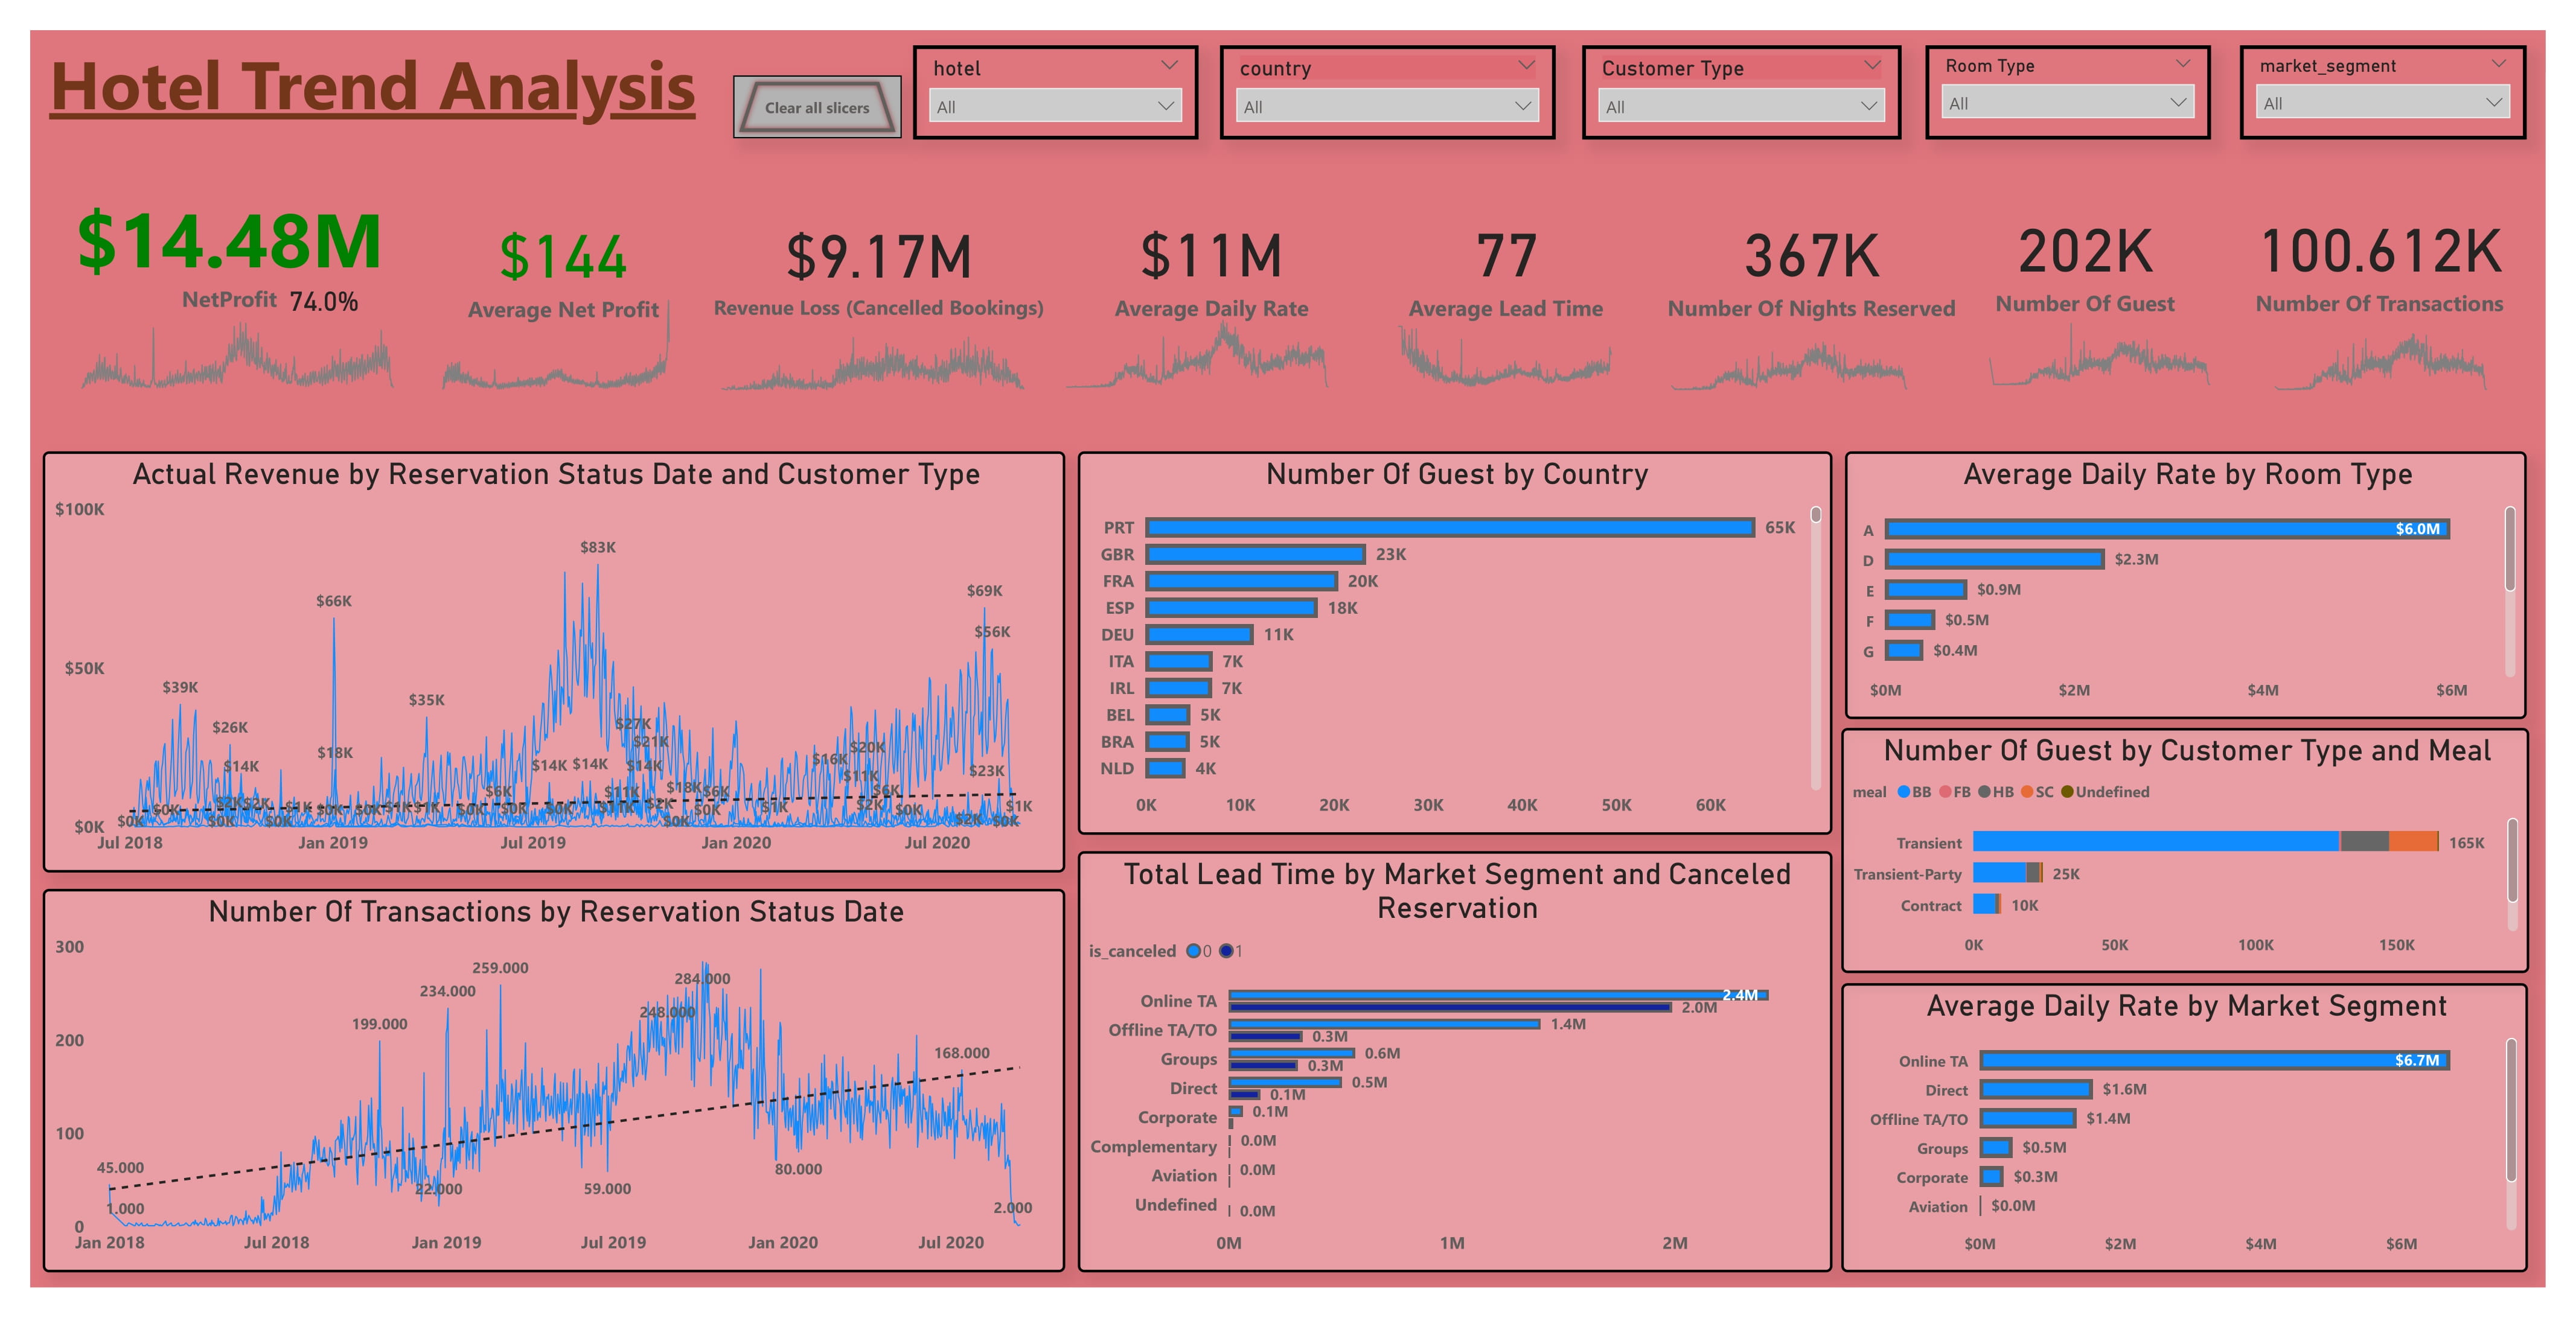 Hotel Trend Analysis
Clear all slicers
hotel
All
country
All
Customer Type
All
Room Type
All
market_segment
All
$14.48M
NetProfit 74.0%
$144
Average Net Profit
$9.17M
Revenue Loss (Cancelled Bookings)
$11M
Average Daily Rate
77
Average Lead Time
367K
Number Of Nights Reserved
202K
Number Of Guest
100.612K
Number Of Transactions
Actual Revenue by Reservation Status Date and Customer Type
$100K
$50K
$0K
$83K
$66K
$69K
$56K
$39K
$35K
$26K
$27K
$21K
$18K
$20K
$16K
$14K
$14K
$14K
$14K
$11K
$23K
$6K
$11K
$18K
$6K
$6K
$2K
$1K
$1K
$0K
$0K
$0K
$0K
$0K
Jul 2018 Jan 2019 Jul 2019 Jan 2020 Jul 2020
Number Of Transactions by Reservation Status Date
300
200
100
0
259.000
234.000
284.000
248.000
199.000
168.000
45.000
1.000
22.000
59.000
80.000
2.000
Jan 2018 Jul 2018 Jan 2019 Jul 2019 Jan 2020 Jul 2020
Number Of Guest by Country
PRT 65K
GBR 23K
FRA 20K
ESP 18K
DEU 11K
ITA 7K
IRL 7K
BEL 5K
BRA 5K
NLD 4K
0K 10K 20K 30K 40K 50K 60K
Total Lead Time by Market Segment and Canceled
Reservation
is_canceled 0 1
Online TA 2.4M
2.0M
Offline TA/TO 1.4M
0.3M
Groups 0.6M
0.3M
Direct 0.5M
0.1M
Corporate 0.1M
Complementary 0.0M
Aviation 0.0M
Undefined 0.0M
0M 1M 2M
Average Daily Rate by Room Type
A $6.0M
D $2.3M
E $0.9M
F $0.5M
G $0.4M
$0M $2M $4M $6M
Number Of Guest by Customer Type and Meal
meal BB FB HB SC Undefined
Transient 165K
Transient-Party 25K
Contract 10K
0K 50K 100K 150K
Average Daily Rate by Market Segment
Online TA $6.7M
Direct $1.6M
Offline TA/TO $1.4M
Groups $0.5M
Corporate $0.3M
Aviation $0.0M
$0M $2M $4M $6M